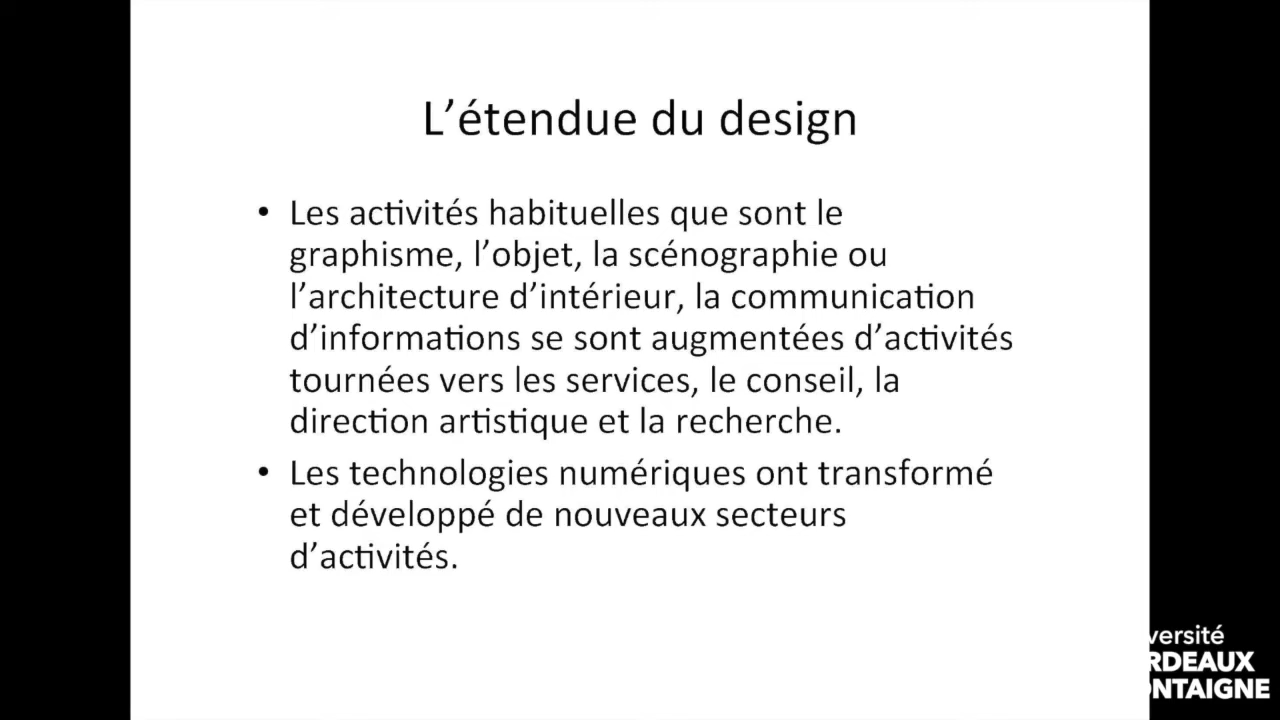 L’étendue du design
• Les activités habituelles que sont le
graphisme, l’objet, la scénographie ou
l’architecture d’intérieur, la communication
d’informations se sont augmentées d’activités
tournées vers les services, le conseil, la
direction artistique et la recherche.
• Les technologies numériques ont transformé
et développé de nouveaux secteurs
d’activités.
versité
RDEAUX
ONTAIGNE